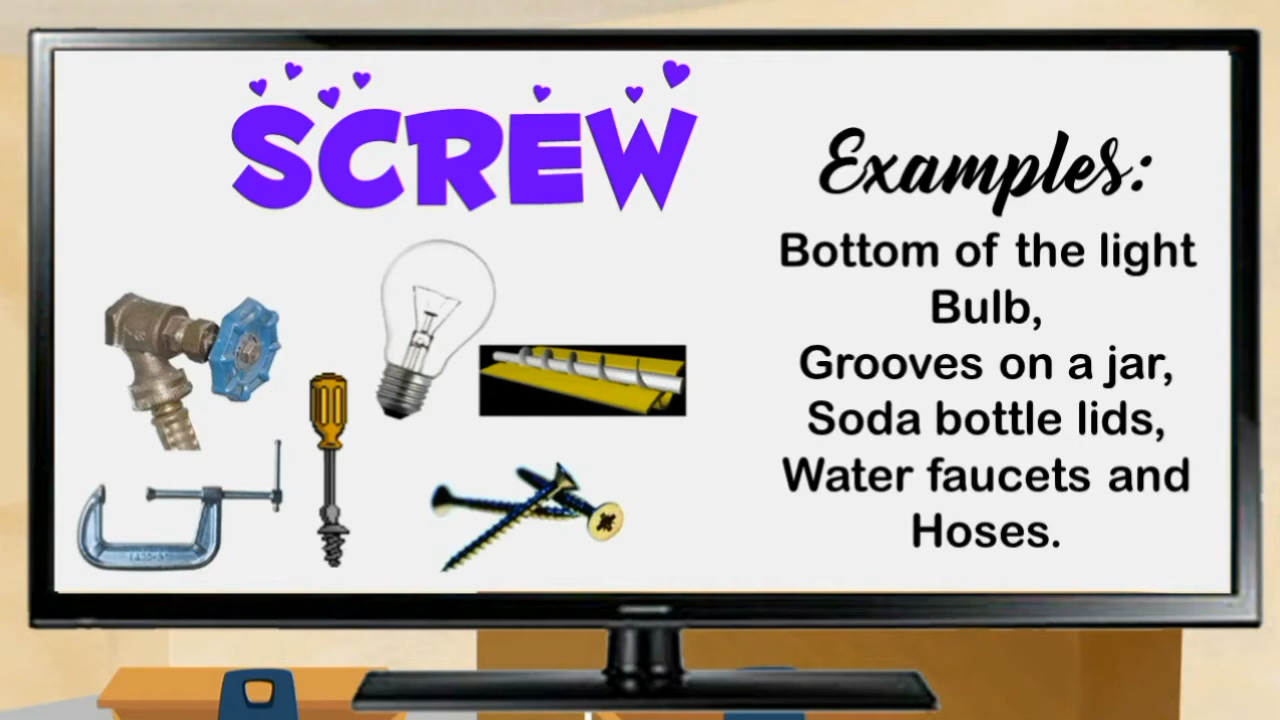 SCREW
Examples:
Bottom of the light
Bulb,
Grooves on a jar,
Soda bottle lids,
Water faucets and
Hoses.